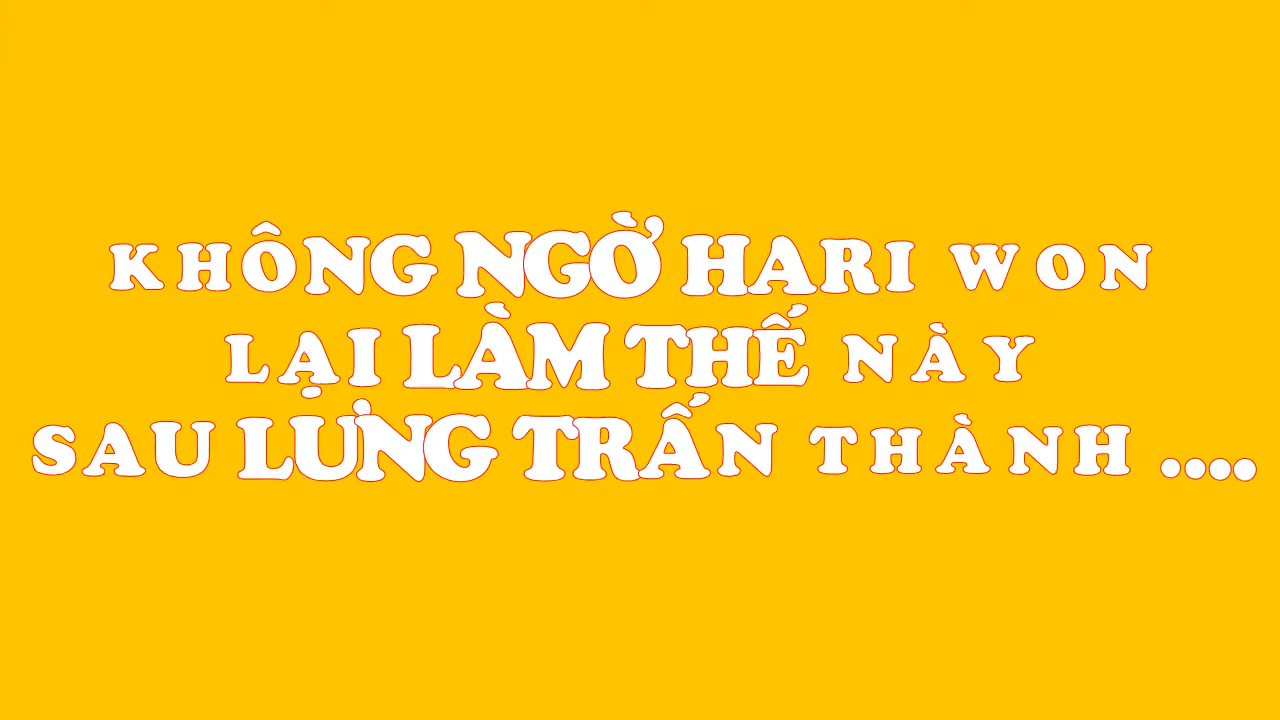 KHÔNG NGỜ HARI WON
LẠI LÀM THẾ NÀY
SAU LƯNG TRẤN THÀNH ....